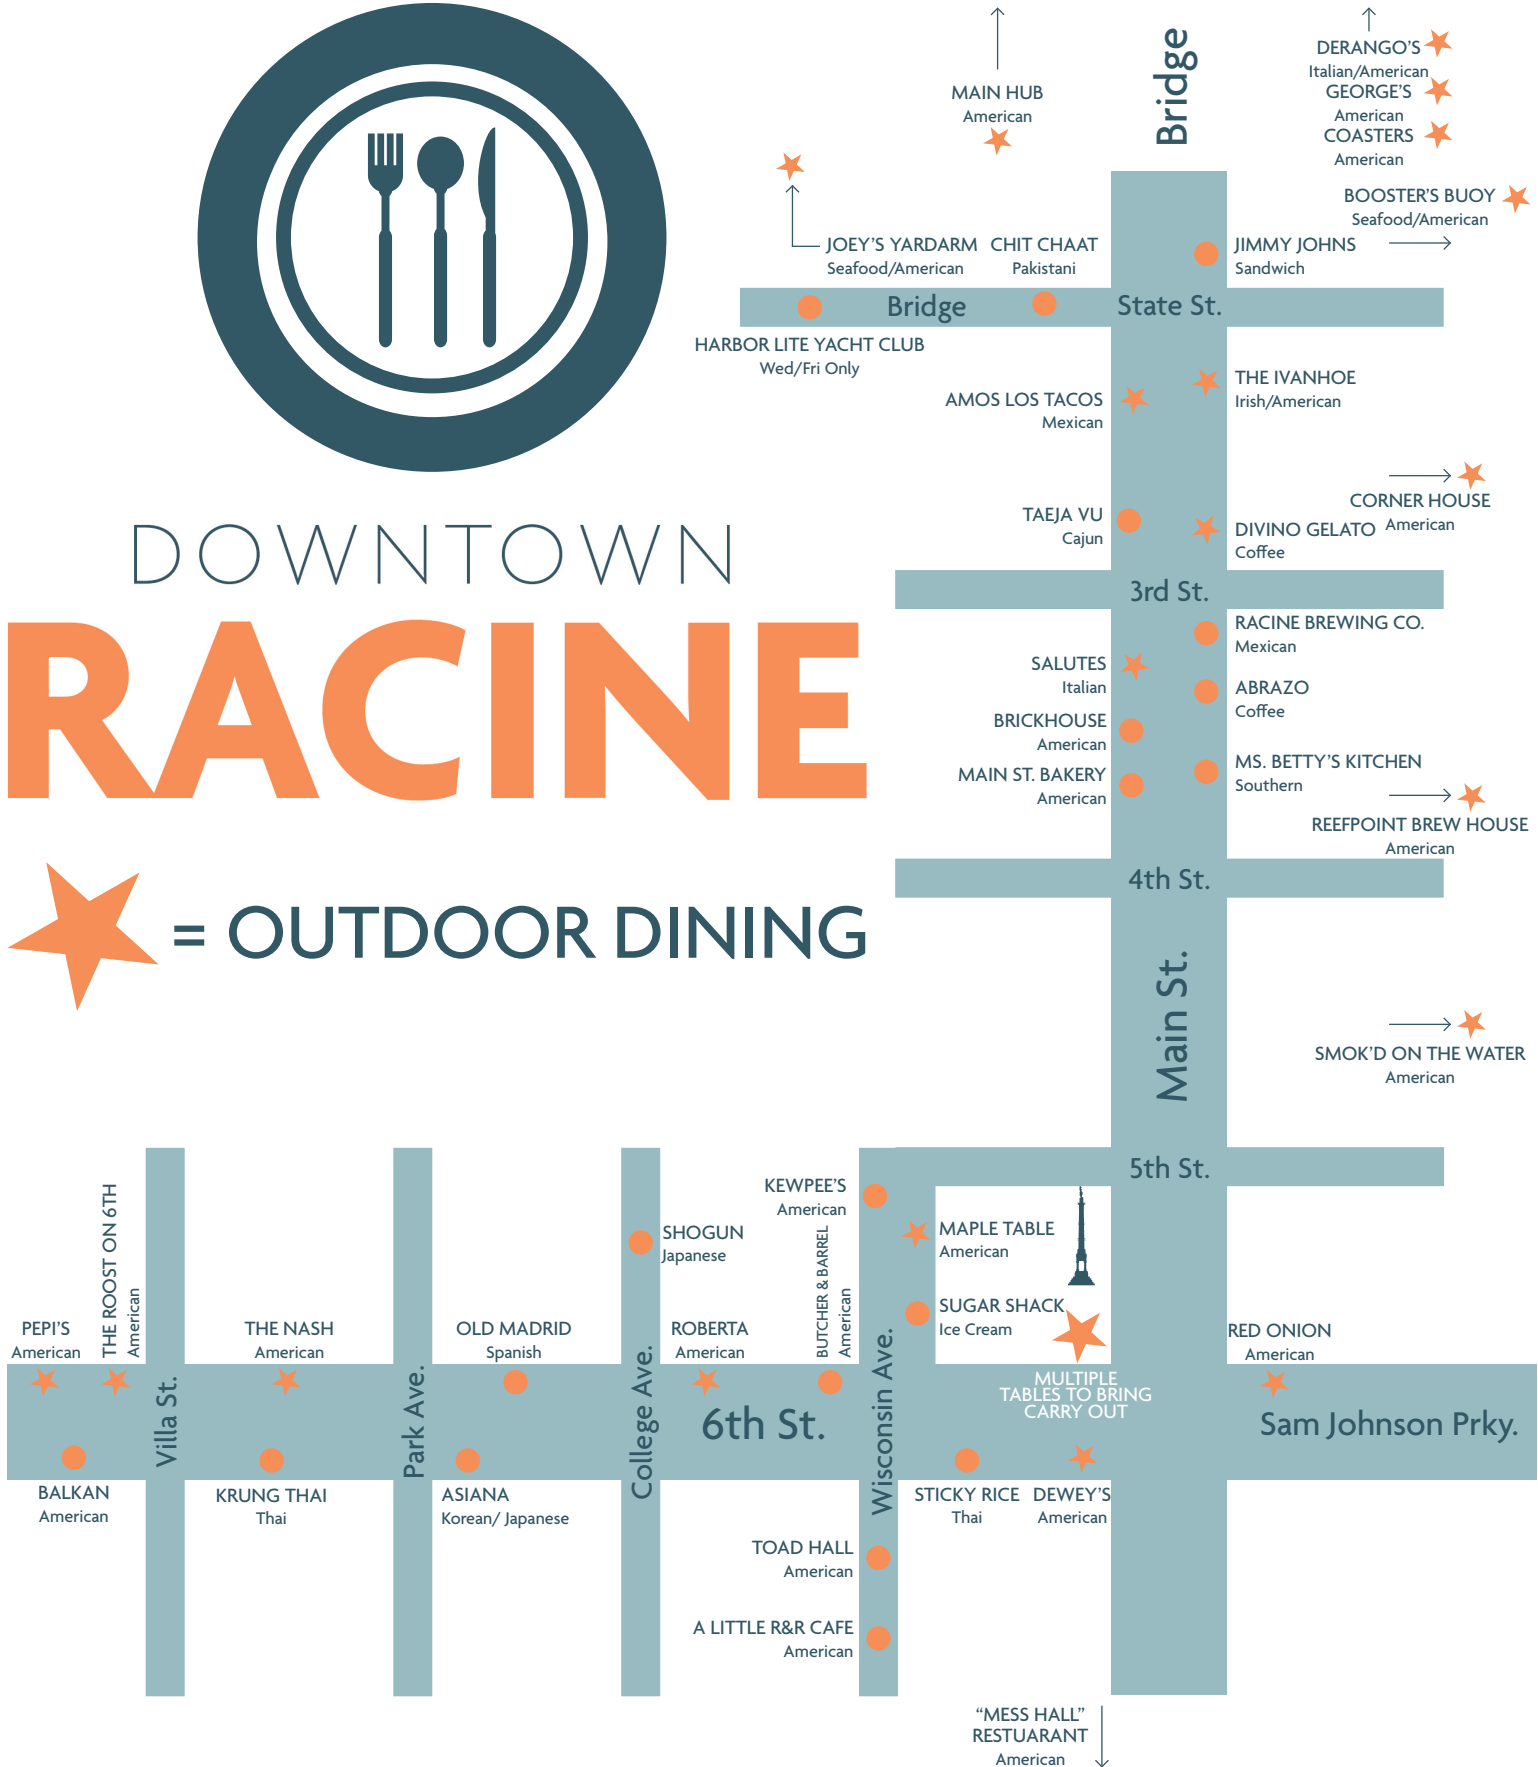 Bridge
DERANGO'S
Italian/American
GEORGE'S
American
COASTERS
American
MAIN HUB
American
BOOSTER'S BUOY
Seafood/American
JOEY'S YARDARM
Seafood/American
CHIT CHAAT
Pakistani
JIMMY JOHNS
Sandwich
Bridge
State St.
HARBOR LITE YACHT CLUB
Wed/Fri Only
AMOS LOS TACOS
Mexican
THE IVANHOE
Irish/American
CORNER HOUSE
American
TAEJA VU
Cajun
DIVINO GELATO
Coffee
DOWNTOWN
RACINE
= OUTDOOR DINING
3rd St.
RACINE BREWING CO.
Mexican
SALUTES
Italian
ABRAZO
Coffee
BRICKHOUSE
American
MS. BETTY'S KITCHEN
Southern
MAIN ST. BAKERY
American
REEFPOINT BREW HOUSE
American
4th St.
Main St.
SMOK'D ON THE WATER
American
5th St.
KEWPEE'S
American
MAPLE TABLE
American
SHOGUN
Japanese
SUGAR SHACK
Ice Cream
PEPI'S
American
THE ROOST ON 6TH
American
THE NASH
American
OLD MADRID
Spanish
ROBERTA
American
BUTCHER & BARREL
American
RED ONION
American
MULTIPLE
TABLES TO BRING
CARRY OUT
Villa St.
Park Ave.
College Ave.
6th St.
Wisconsin Ave.
Sam Johnson Prky.
BALKAN
American
KRUNG THAI
Thai
ASIANA
Korean/ Japanese
STICKY RICE
Thai
DEWEY'S
American
TOAD HALL
American
A LITTLE R&R CAFE
American
"MESS HALL"
RESTUARANT
American